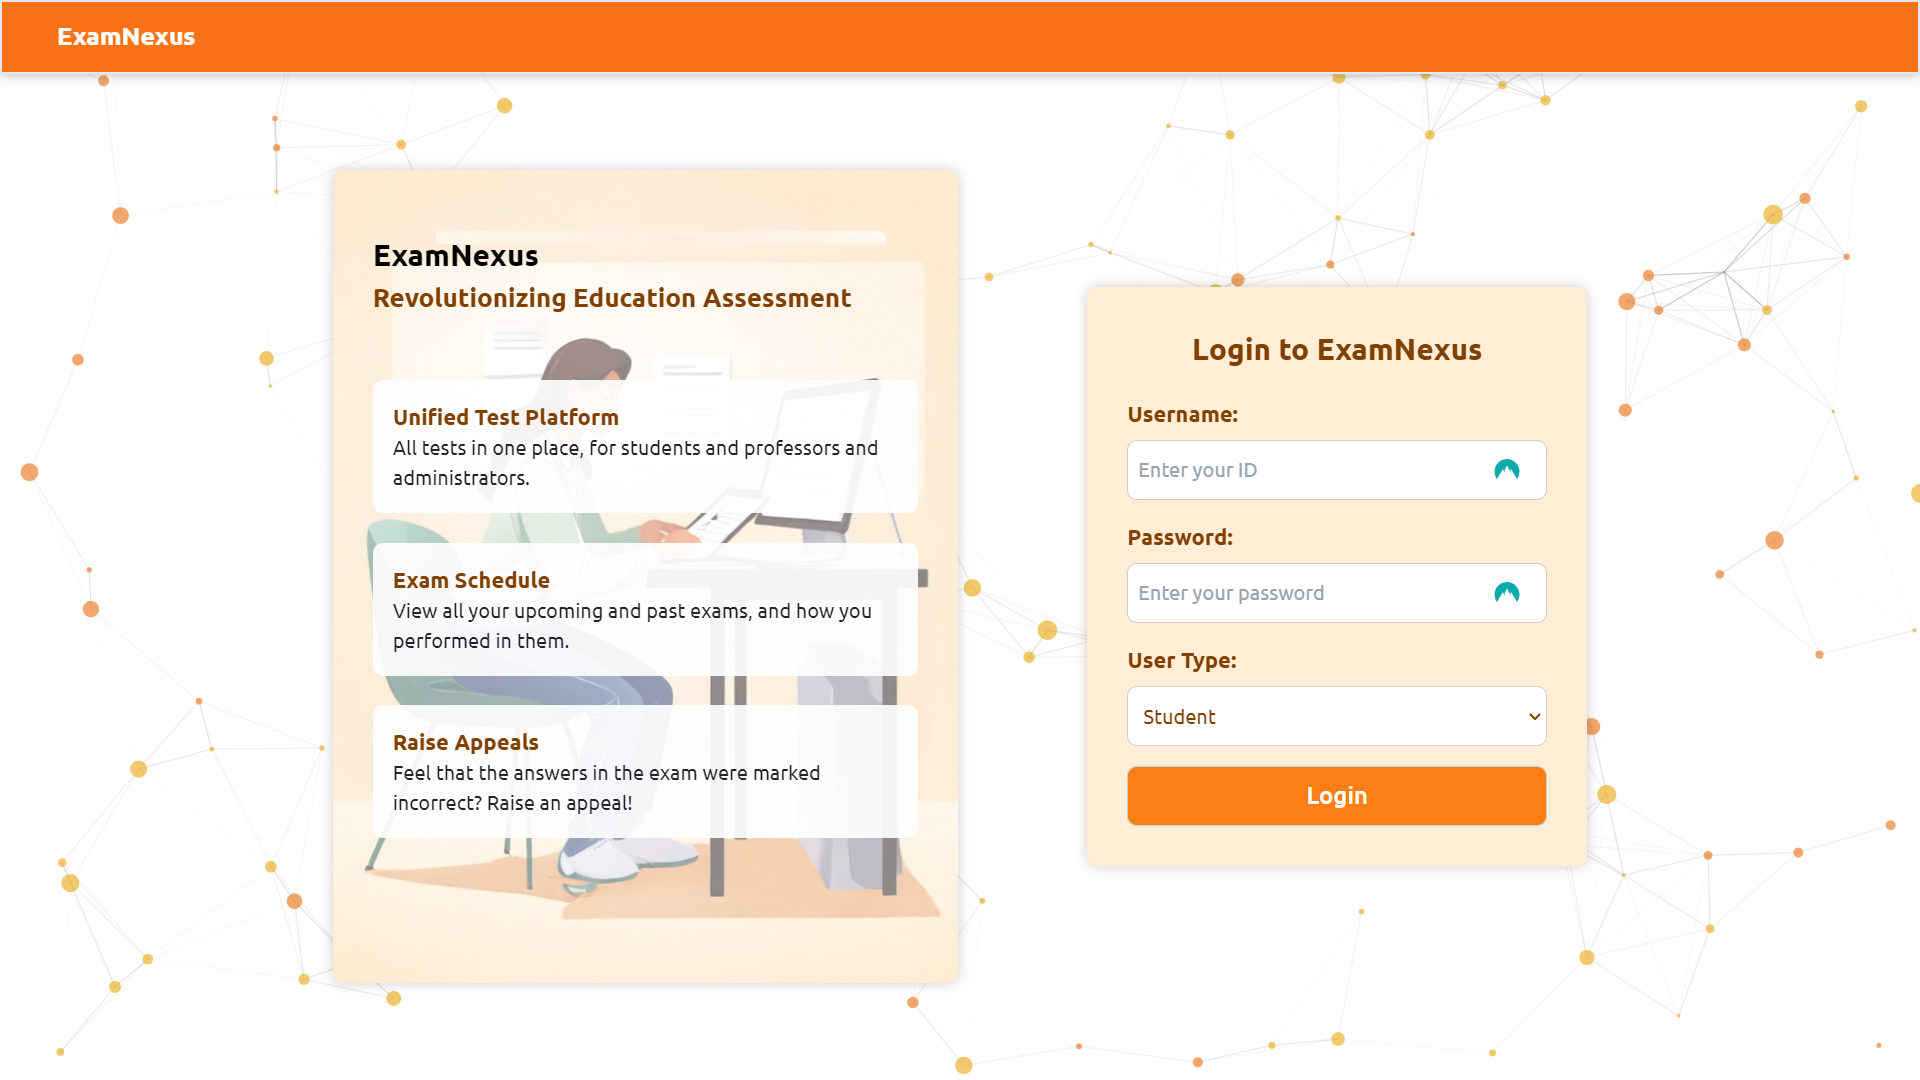 ExamNexus
ExamNexus
Revolutionizing Education Assessment
Unified Test Platform
All tests in one place, for students and professors and
administrators.
Exam Schedule
View all your upcoming and past exams, and how you
performed in them.
Raise Appeals
Feel that the answers in the exam were marked
incorrect? Raise an appeal!
Login to ExamNexus
Username:
Enter your ID
Password:
Enter your password
User Type:
Student
Login